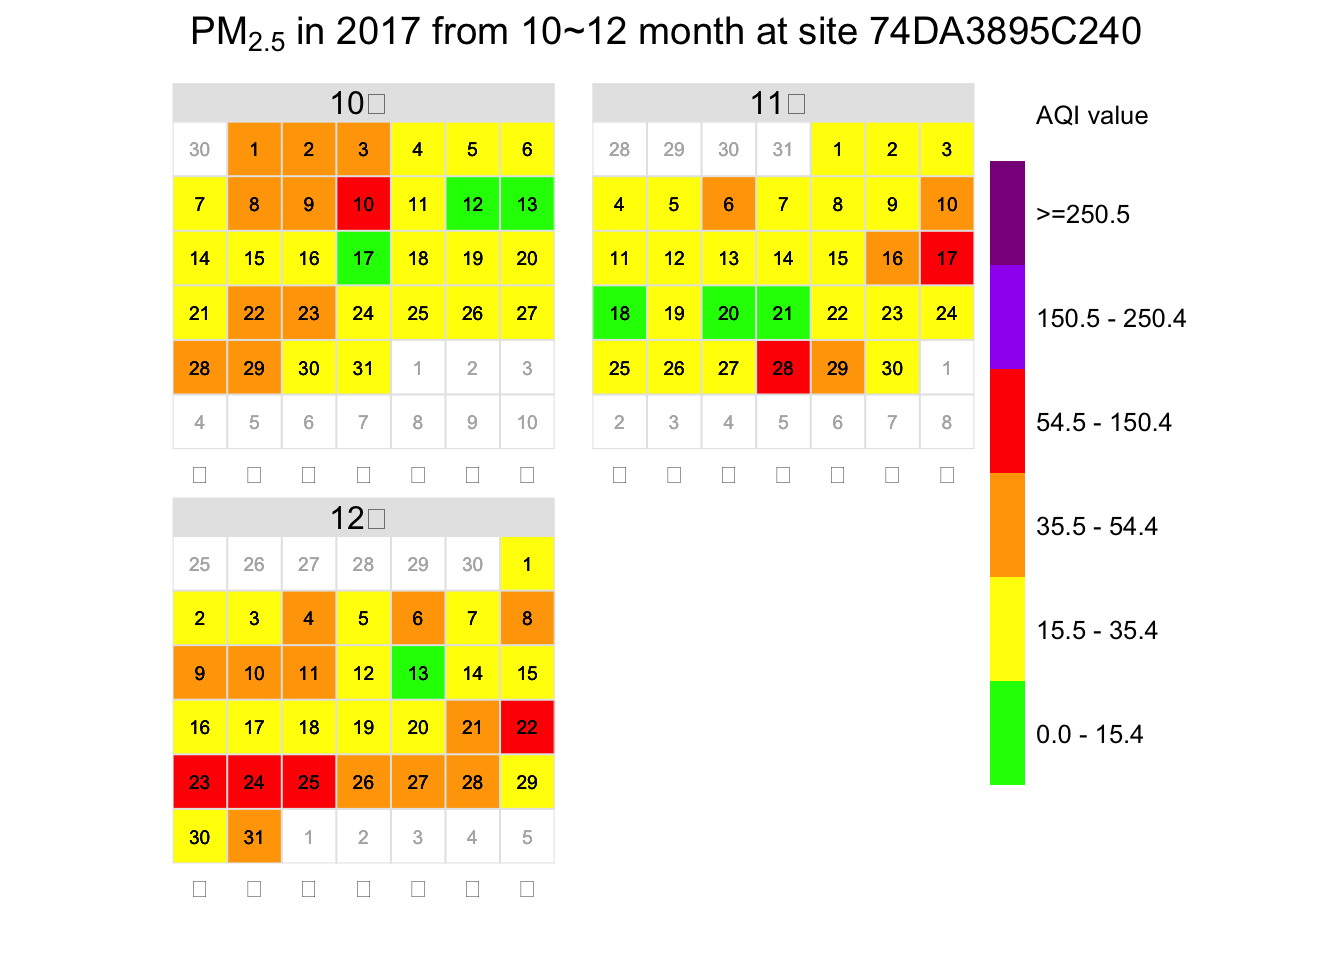 PM2.5 in 2017 from 10~12 month at site 74DA3895C240
10
30 1 2 3 4 5 6
7 8 9 10 11 12 13
14 15 16 17 18 19 20
21 22 23 24 25 26 27
28 29 30 31 1 2 3
4 5 6 7 8 9 10
11
28 29 30 31 1 2 3
4 5 6 7 8 9 10
11 12 13 14 15 16 17
18 19 20 21 22 23 24
25 26 27 28 29 30 1
2 3 4 5 6 7 8
12
25 26 27 28 29 30 1
2 3 4 5 6 7 8
9 10 11 12 13 14 15
16 17 18 19 20 21 22
23 24 25 26 27 28 29
30 31 1 2 3 4 5
AQI value
>=250.5
150.5 - 250.4
54.5 - 150.4
35.5 - 54.4
15.5 - 35.4
0.0 - 15.4